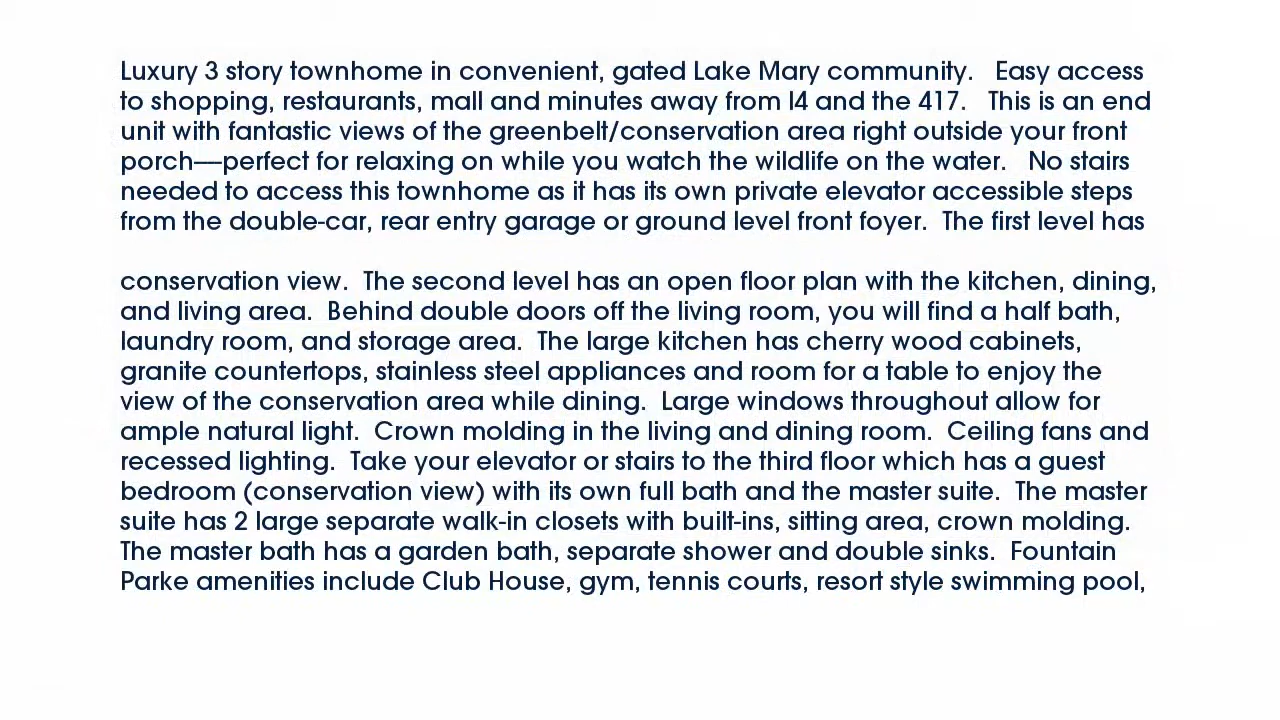 Luxury 3 story townhome in convenient, gated Lake Mary community.   Easy access
to shopping, restaurants, mall and minutes away from I4 and the 417.   This is an end
unit with fantastic views of the greenbelt/conservation area right outside your front
porch—perfect for relaxing on while you watch the wildlife on the water.   No stairs
needed to access this townhome as it has its own private elevator accessible steps
from the double-car, rear entry garage or ground level front foyer.  The first level has
conservation view.  The second level has an open floor plan with the kitchen, dining,
and living area.  Behind double doors off the living room, you will find a half bath,
laundry room, and storage area.  The large kitchen has cherry wood cabinets,
granite countertops, stainless steel appliances and room for a table to enjoy the
view of the conservation area while dining.  Large windows throughout allow for
ample natural light.  Crown molding in the living and dining room.  Ceiling fans and
recessed lighting.  Take your elevator or stairs to the third floor which has a guest
bedroom (conservation view) with its own full bath and the master suite.  The master
suite has 2 large separate walk-in closets with built-ins, sitting area, crown molding.
The master bath has a garden bath, separate shower and double sinks.  Fountain
Parke amenities include Club House, gym, tennis courts, resort style swimming pool,